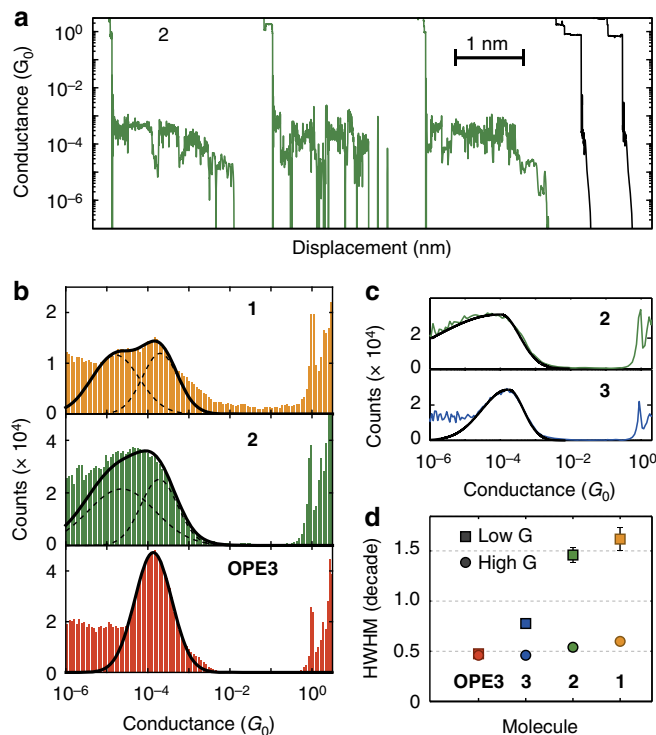 a
2
1 nm
10⁰
10⁻²
10⁻⁴
10⁻⁶
Conductance (G₀)
Displacement (nm)
b
1
2
1
0
2
4
2
0
OPE3
4
2
0
Counts (× 10⁴)
10⁻⁶ 10⁻⁴ 10⁻² 10⁰
Conductance (G₀)
c
2
2
0
3
2
0
Counts (× 10⁴)
10⁻⁶ 10⁻⁴ 10⁻² 10⁰
Conductance (G₀)
d
Low G
High G
1.5
1.0
0.5
0
HWHM (decade)
OPE3 3 2 1
Molecule